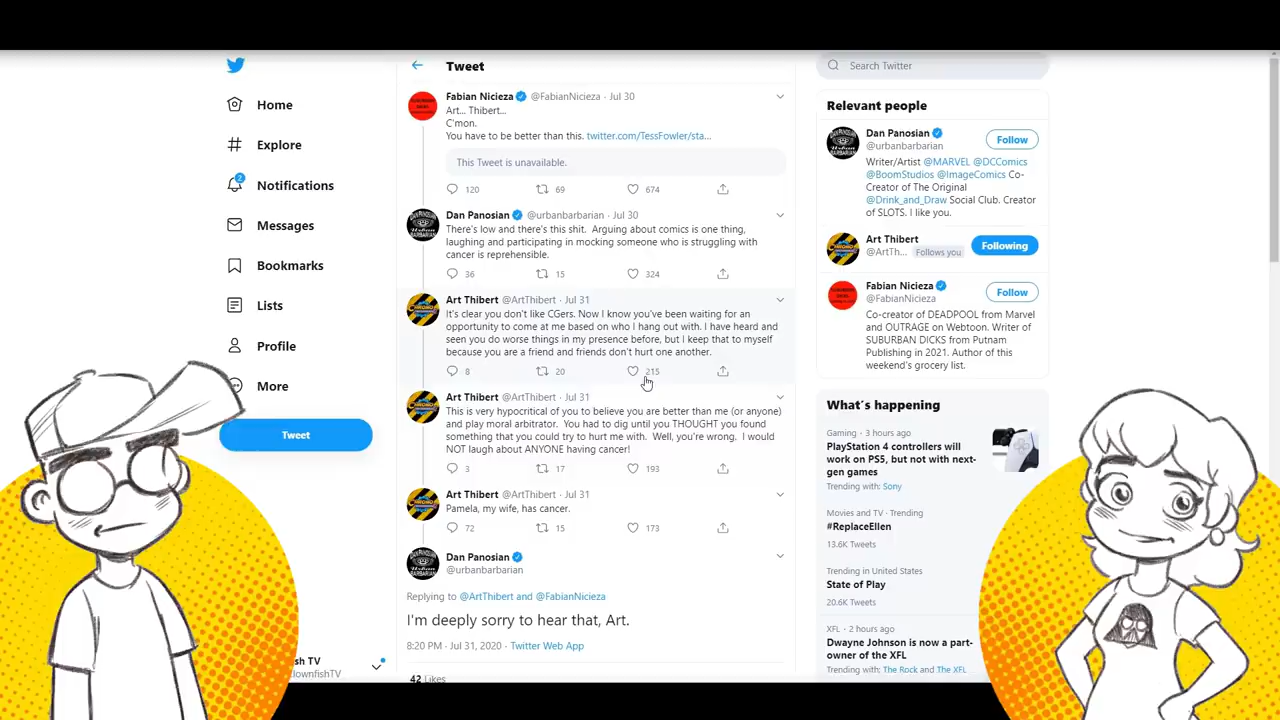 Tweet
Search Twitter
Home
Explore
2
Notifications
Messages
Bookmarks
Lists
Profile
More
Tweet
sh TV
lownfishTV
Fabian Nicieza @FabianNicieza · Jul 30
Art... Thibert...
C'mon.
You have to be better than this. twitter.com/TessFowler/sta...
This Tweet is unavailable.
120 69 674
Dan Panosian @urbanbarbarian · Jul 30
There's low and there's this shit. Arguing about comics is one thing,
laughing and participating in mocking someone who is struggling with
cancer is reprehensible.
36 15 324
Art Thibert @ArtThibert · Jul 31
It's clear you don't like CGers. Now I know you've been waiting for an
opportunity to come at me based on who I hang out with. I have heard and
seen you do worse things in my presence before, but I keep that to myself
because you are a friend and friends don't hurt one another.
8 20 215
Art Thibert @ArtThibert · Jul 31
This is very hypocritical of you to believe you are better than me (or anyone)
and play moral arbitrator. You had to dig until you THOUGHT you found
something that you could try to hurt me with. Well, you're wrong. I would
NOT laugh about ANYONE having cancer!
3 17 193
Art Thibert @ArtThibert · Jul 31
Pamela, my wife, has cancer.
72 15 173
Dan Panosian
@urbanbarbarian
Replying to @ArtThibert and @FabianNicieza
I'm deeply sorry to hear that, Art.
8:20 PM · Jul 31, 2020 · Twitter Web App
42 Likes
Relevant people
Dan Panosian
@urbanbarbarian
Follow
Writer/Artist @MARVEL @DCComics
@BoomStudios @ImageComics Co-
Creator of The Original
@Drink_and_Draw Social Club. Creator
of SLOTS. I like you.
Art Thibert
@ArtTh... Follows you
Following
Fabian Nicieza
@FabianNicieza
Follow
Co-creator of DEADPOOL from Marvel
and OUTRAGE on Webtoon. Writer of
SUBURBAN DICKS from Putnam
Publishing in 2021. Author of this
weekend's grocery list.
What's happening
Gaming · 3 hours ago
PlayStation 4 controllers will
work on PS5, but not with next-
gen games
Trending with: Sony
Movies and TV · Trending
#ReplaceEllen
13.6K Tweets
Trending in United States
State of Play
20.6K Tweets
XFL · 2 hours ago
Dwayne Johnson is now a part-
owner of the XFL
Trending with: The Rock and The XFL